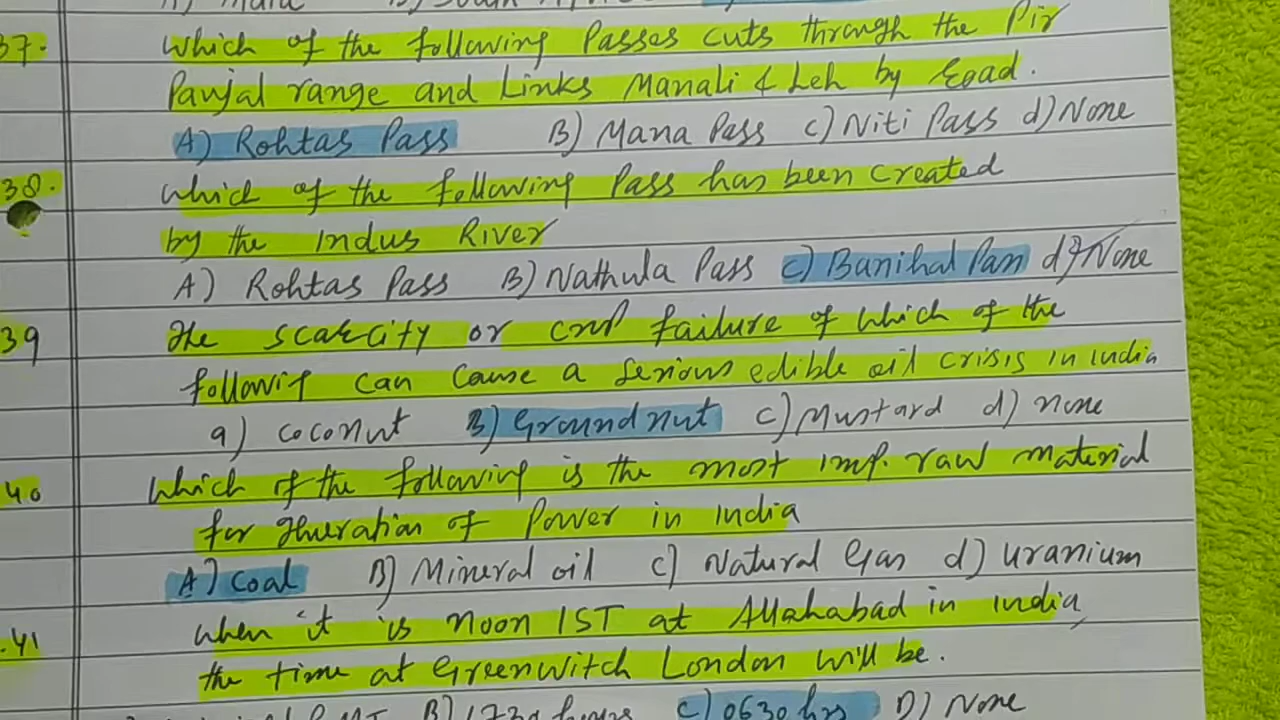 37. Which of the following Passes cuts through the Pir
Panjal range and Links Manali & Leh by Road.
A) Rohtas Pass B) Mana Pass c) Niti Pass d) None
38. which of the following Pass has been created
by the Indus River
A) Rohtas Pass B) Nathula Pass c) Banihal Pass d) None
39 The scarcity or crop failure of which of the
following can cause a serious edible oil crisis in india
a) coconut B) Groundnut c) Mustard d) none
40 which of the following is the most imp. raw material
for generation of Power in india
A) Coal B) Mineral oil c) Natural Gas d) uranium
.41 when it is noon IST at Allahabad in india,
the time at Greenwitch London will be.
B) 1730 hours c) 0630 hrs D) None